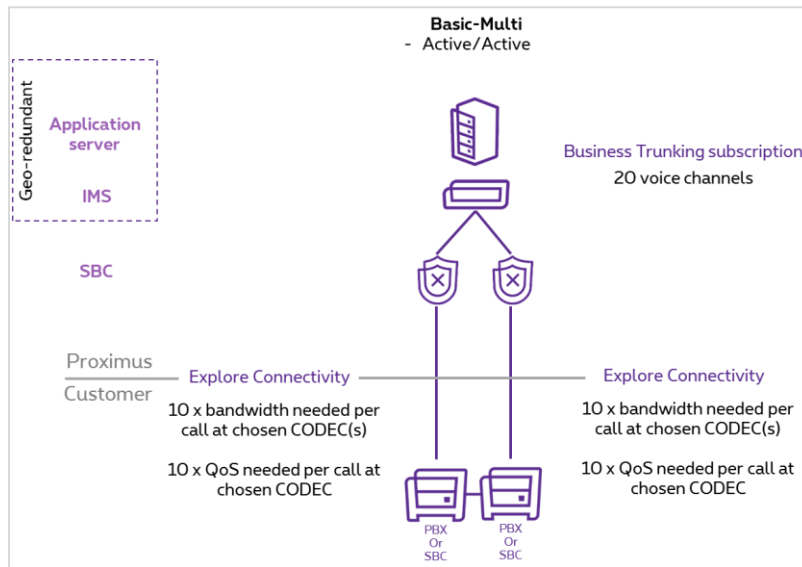 Basic-Multi
- Active/Active
Geo-redundant
Application
server
IMS
Business Trunking subscription
20 voice channels
SBC
Proximus
Customer
Explore Connectivity
10 x bandwidth needed per
call at chosen CODEC(s)
10 x QoS needed per call at
chosen CODEC
Explore Connectivity
10 x bandwidth needed per
call at chosen CODEC(s)
10 x QoS needed per call at
chosen CODEC
PBX
Or
SBC
PBX
Or
SBC